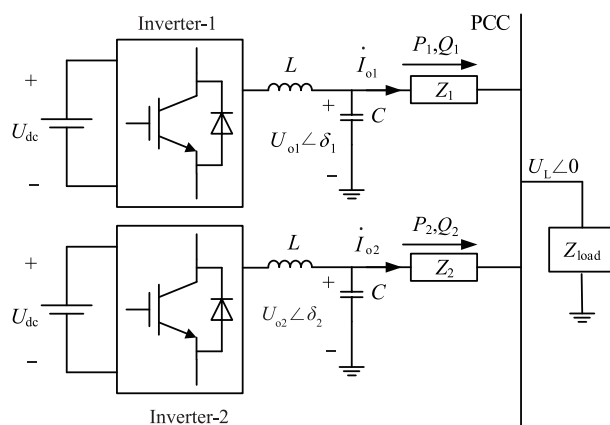 Inverter-1
PCC
+
U_dc
−
L
İ_o1
P_1,Q_1
Z_1
+
C
U_o1∠δ_1
−
U_L∠0
Z_load
+
U_dc
−
L
İ_o2
P_2,Q_2
Z_2
+
C
U_o2∠δ_2
−
Inverter-2